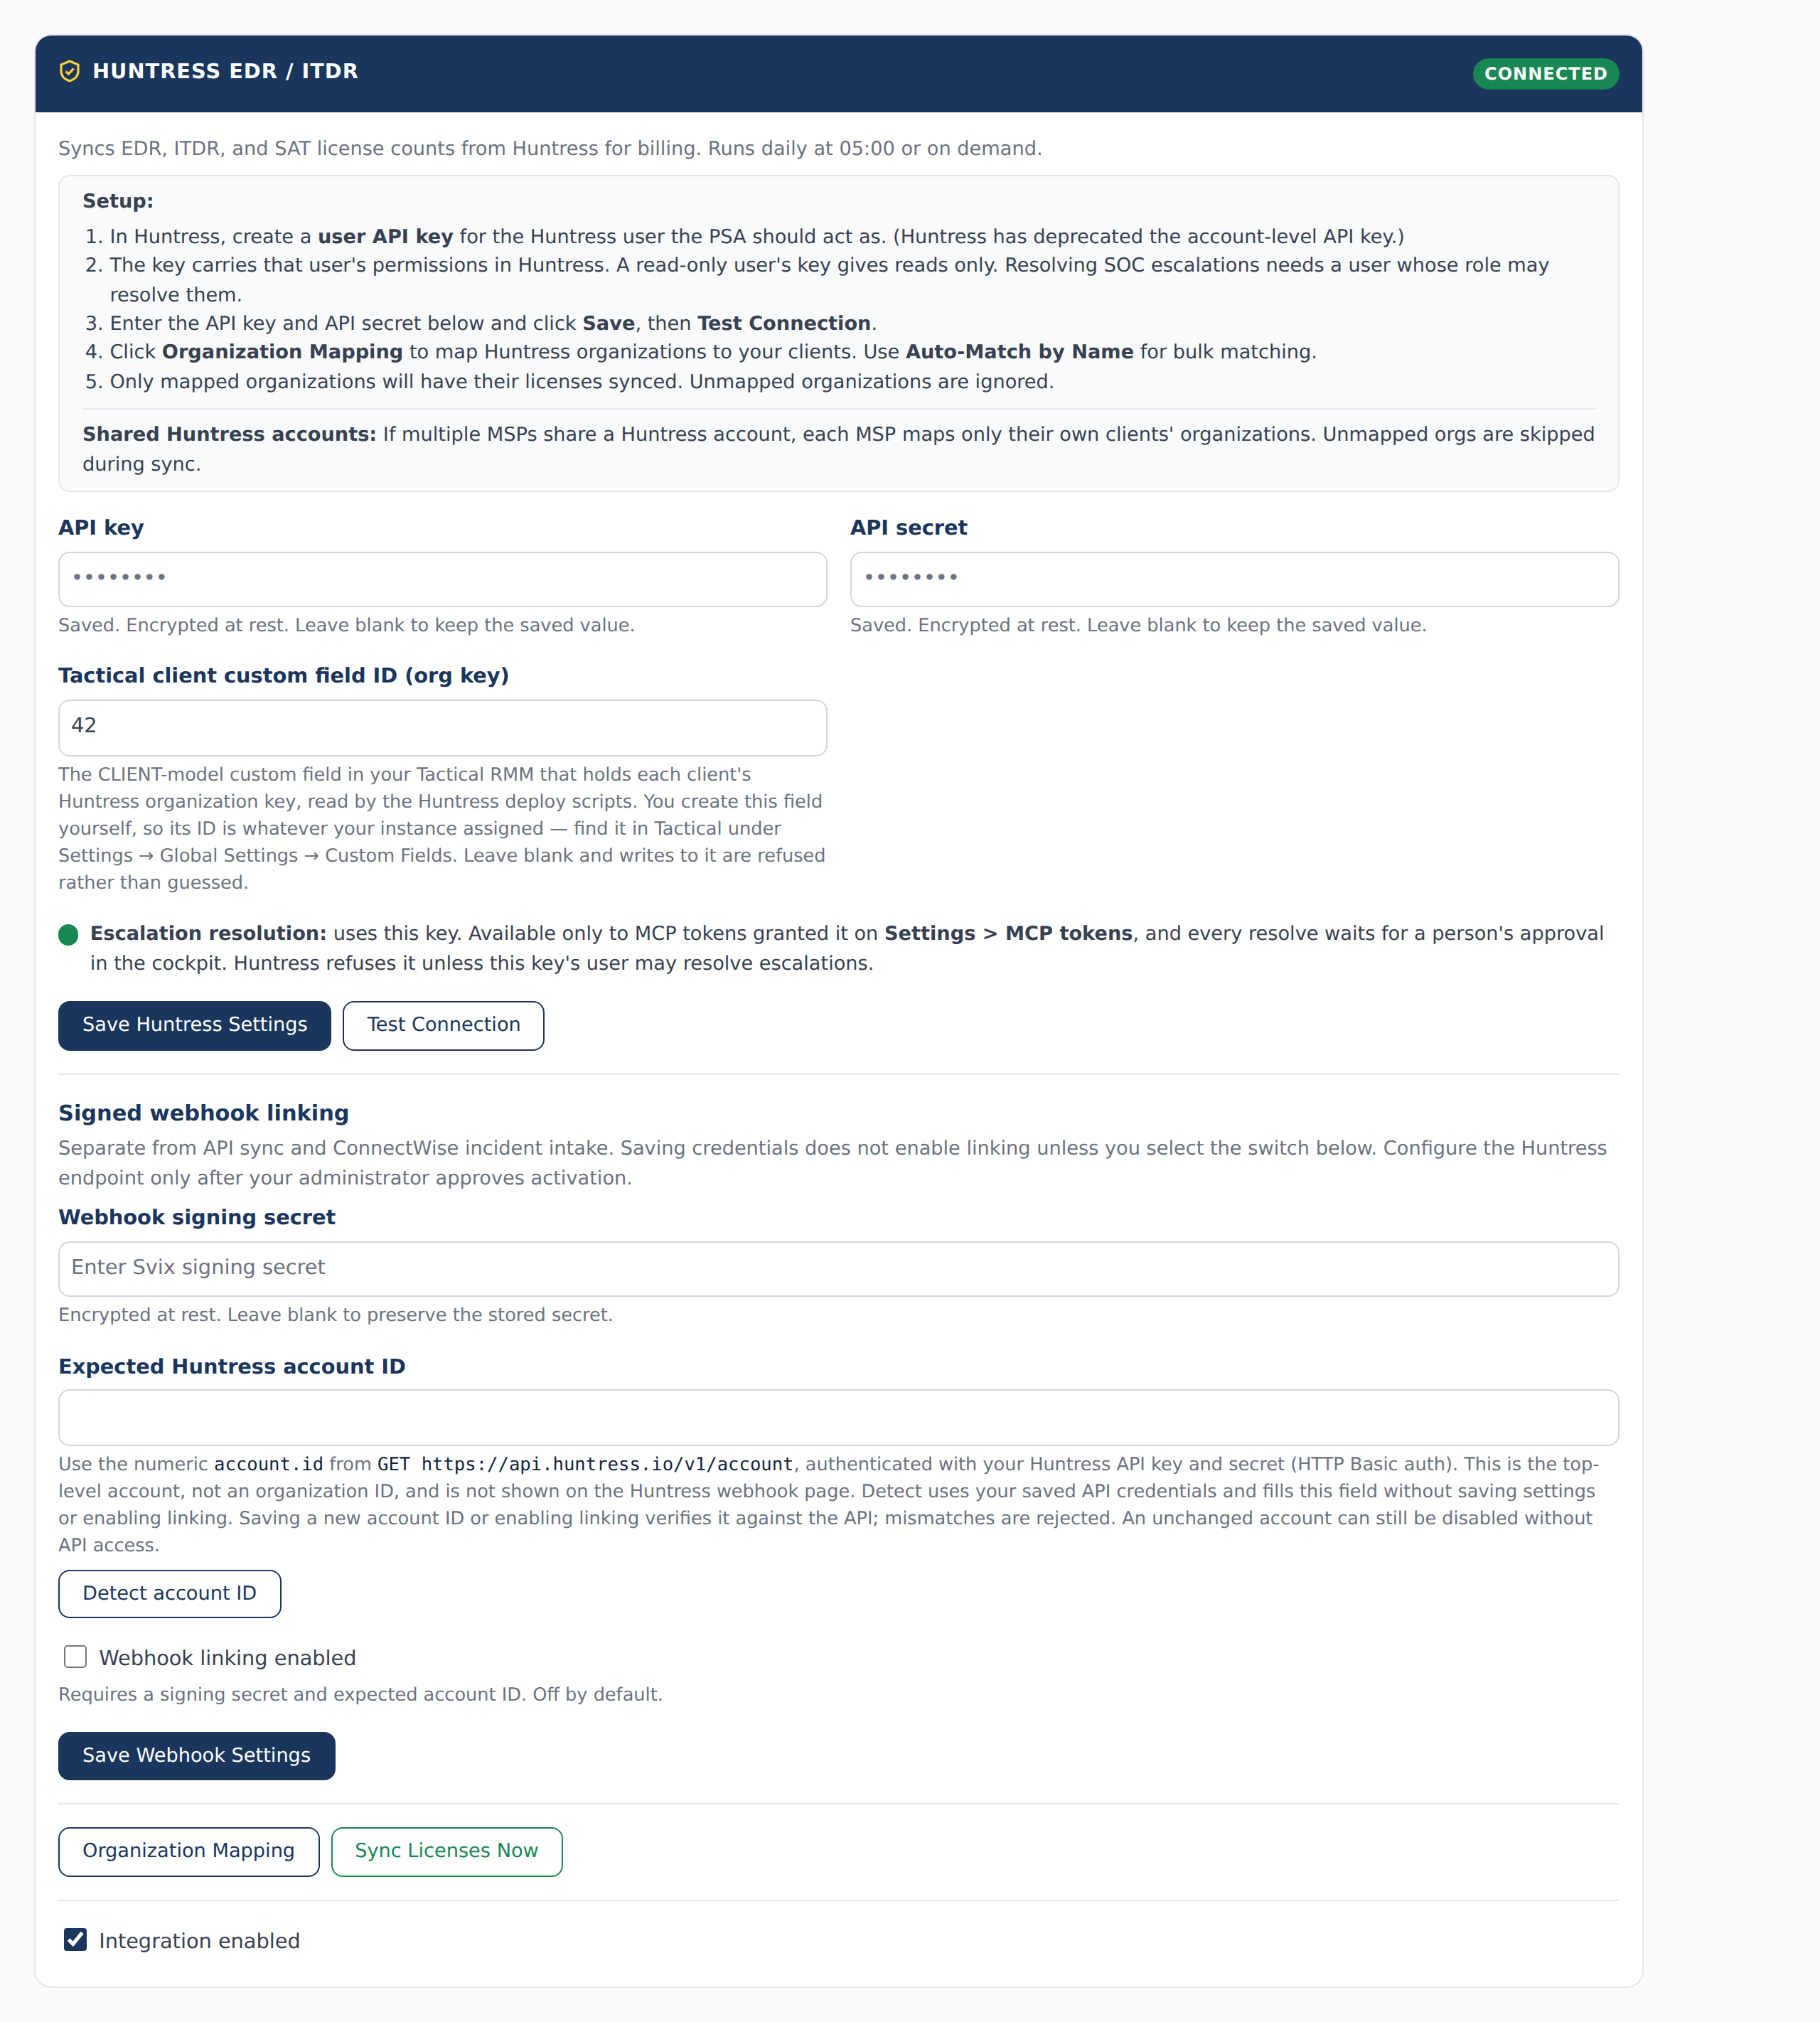 HUNTRESS EDR / ITDR
CONNECTED
Syncs EDR, ITDR, and SAT license counts from Huntress for billing. Runs daily at 05:00 or on demand.
Setup:
1. In Huntress, create a user API key for the Huntress user the PSA should act as. (Huntress has deprecated the account-level API key.)
2. The key carries that user's permissions in Huntress. A read-only user's key gives reads only. Resolving SOC escalations needs a user whose role may
resolve them.
3. Enter the API key and API secret below and click Save, then Test Connection.
4. Click Organization Mapping to map Huntress organizations to your clients. Use Auto-Match by Name for bulk matching.
5. Only mapped organizations will have their licenses synced. Unmapped organizations are ignored.
Shared Huntress accounts: If multiple MSPs share a Huntress account, each MSP maps only their own clients' organizations. Unmapped orgs are skipped
during sync.
API key
••••••••
Saved. Encrypted at rest. Leave blank to keep the saved value.
API secret
••••••••
Saved. Encrypted at rest. Leave blank to keep the saved value.
Tactical client custom field ID (org key)
42
The CLIENT-model custom field in your Tactical RMM that holds each client's
Huntress organization key, read by the Huntress deploy scripts. You create this field
yourself, so its ID is whatever your instance assigned — find it in Tactical under
Settings → Global Settings → Custom Fields. Leave blank and writes to it are refused
rather than guessed.
Escalation resolution: uses this key. Available only to MCP tokens granted it on Settings > MCP tokens, and every resolve waits for a person's approval
in the cockpit. Huntress refuses it unless this key's user may resolve escalations.
Save Huntress Settings
Test Connection
Signed webhook linking
Separate from API sync and ConnectWise incident intake. Saving credentials does not enable linking unless you select the switch below. Configure the Huntress
endpoint only after your administrator approves activation.
Webhook signing secret
Enter Svix signing secret
Encrypted at rest. Leave blank to preserve the stored secret.
Expected Huntress account ID
Use the numeric account.id from GET https://api.huntress.io/v1/account, authenticated with your Huntress API key and secret (HTTP Basic auth). This is the top-
level account, not an organization ID, and is not shown on the Huntress webhook page. Detect uses your saved API credentials and fills this field without saving settings
or enabling linking. Saving a new account ID or enabling linking verifies it against the API; mismatches are rejected. An unchanged account can still be disabled without
API access.
Detect account ID
Webhook linking enabled
Requires a signing secret and expected account ID. Off by default.
Save Webhook Settings
Organization Mapping
Sync Licenses Now
Integration enabled